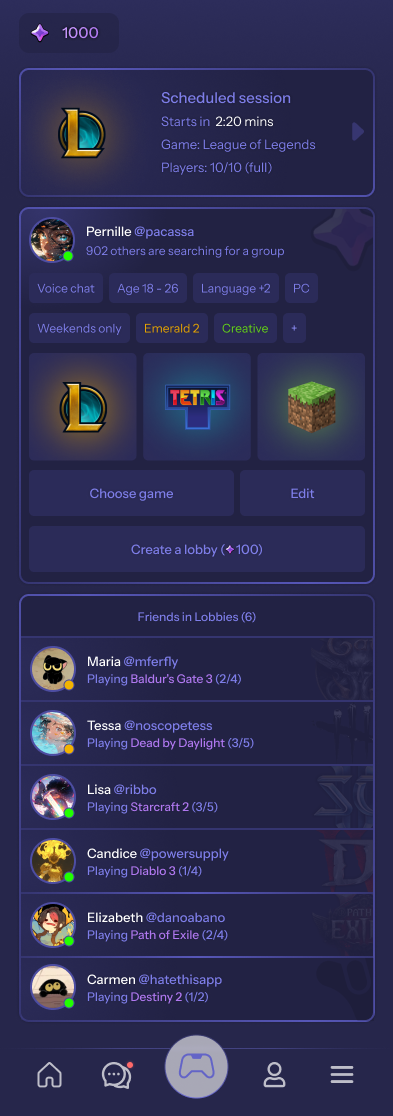 1000
Scheduled session
Starts in 2:20 mins
Game: League of Legends
Players: 10/10 (full)
Pernille @pacassa
902 others are searching for a group
Voice chat
Age 18 - 26
Language +2
PC
Weekends only
Emerald 2
Creative
+
TETRIS
Choose game
Edit
Create a lobby (100)
Friends in Lobbies (6)
Maria @mferfly
Playing Baldur's Gate 3 (2/4)
Tessa @noscopetess
Playing Dead by Daylight (3/5)
Lisa @ribbo
Playing Starcraft 2 (3/5)
Candice @powersupply
Playing Diablo 3 (1/4)
Elizabeth @danoabano
Playing Path of Exile (2/4)
Carmen @hatethisapp
Playing Destiny 2 (1/2)